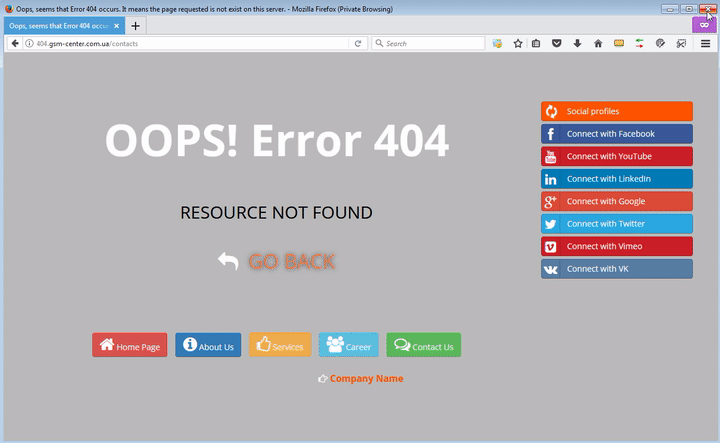 Oops, seems that Error 404 occurs. It means the page requested is not exist on this server. - Mozilla Firefox (Private Browsing)
Oops, seems that Error 404 occur
404.gsm-center.com.ua/contacts
Search
OOPS! Error 404
RESOURCE NOT FOUND
GO BACK
Home Page
About Us
Services
Career
Contact Us
Company Name
Social profiles
Connect with Facebook
Connect with YouTube
Connect with LinkedIn
Connect with Google
Connect with Twitter
Connect with Vimeo
Connect with VK